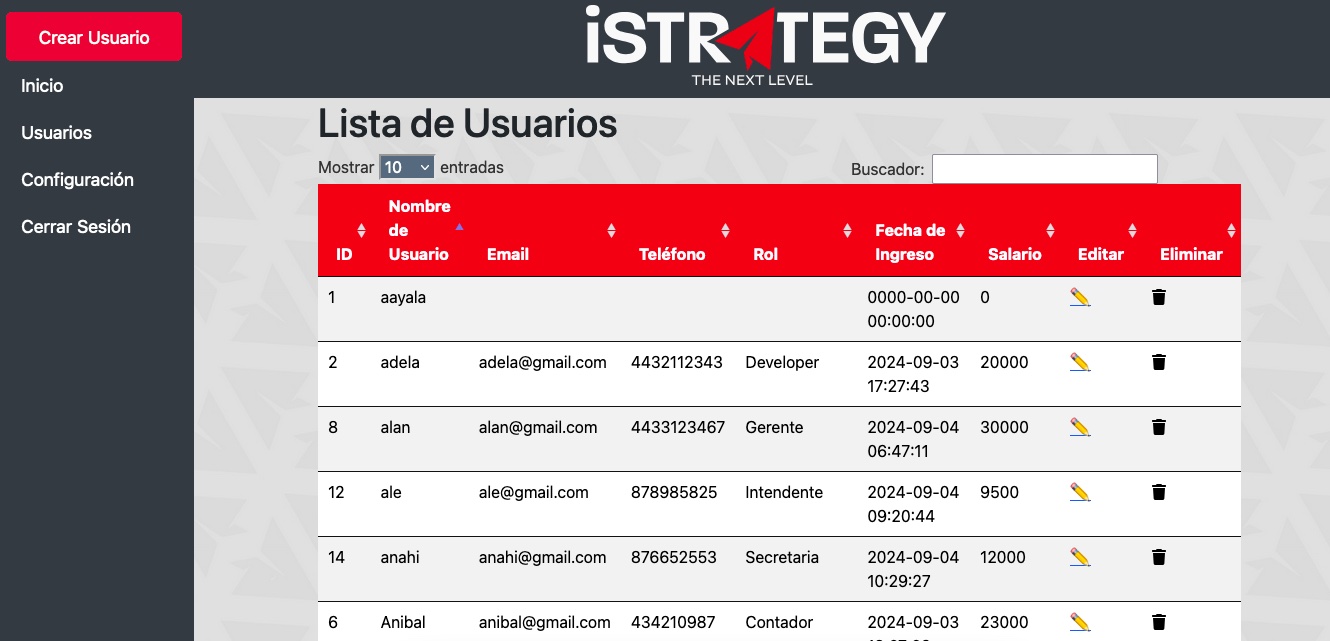 Crear Usuario
Inicio
Usuarios
Configuración
Cerrar Sesión
iSTRATEGY
THE NEXT LEVEL
Lista de Usuarios
Mostrar 10 entradas
Buscador:
ID Nombre de Usuario Email Teléfono Rol Fecha de Ingreso Salario Editar Eliminar
1 aayala 0000-00-00 0
00:00:00
2 adela adela@gmail.com 4432112343 Developer 2024-09-03 20000
17:27:43
8 alan alan@gmail.com 4433123467 Gerente 2024-09-04 30000
06:47:11
12 ale ale@gmail.com 878985825 Intendente 2024-09-04 9500
09:20:44
14 anahi anahi@gmail.com 876652553 Secretaria 2024-09-04 12000
10:29:27
6 Anibal anibal@gmail.com 434210987 Contador 2024-09-03 23000